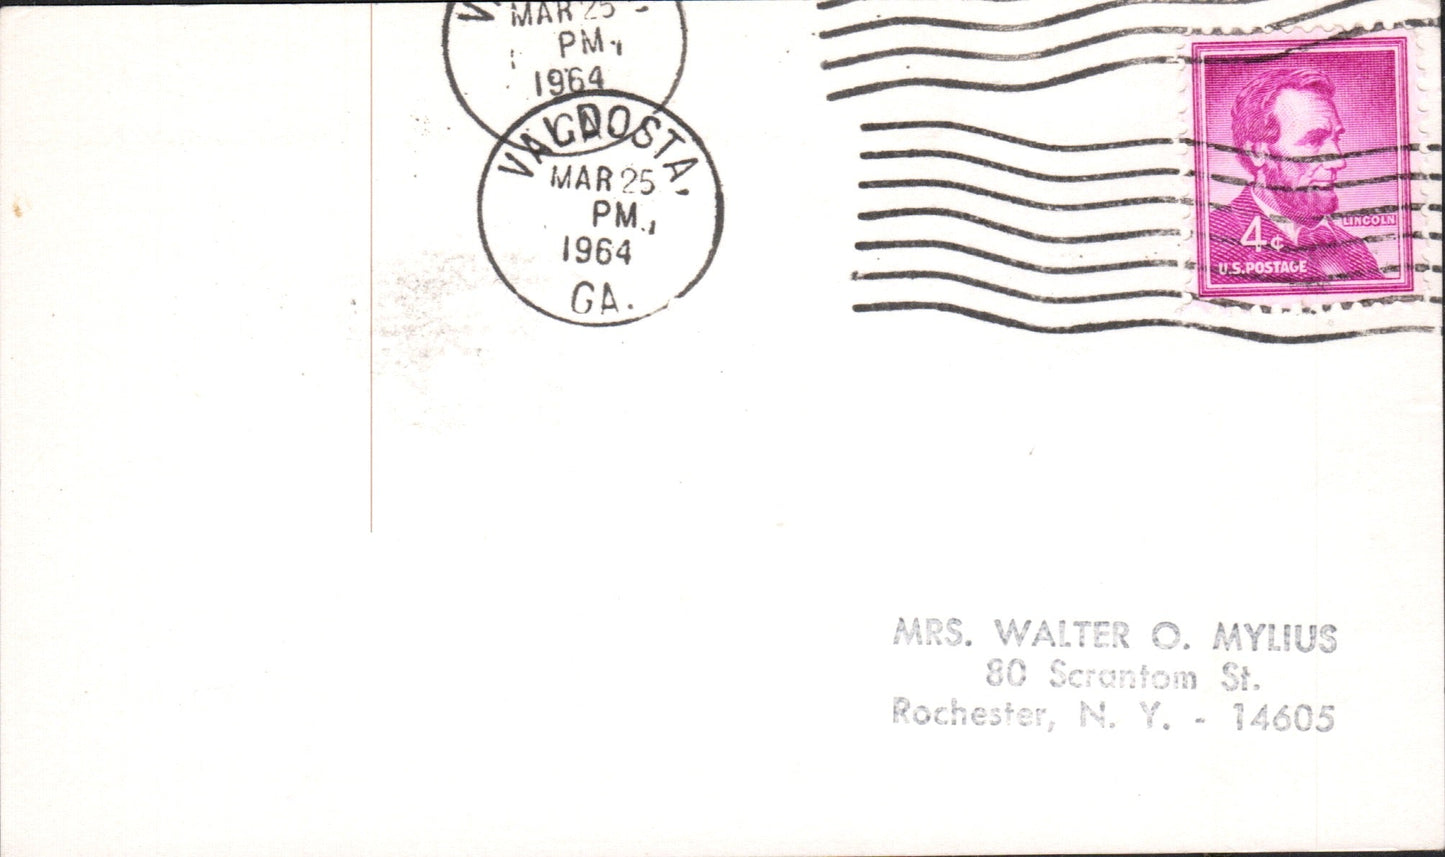 MAR 25
PM
1964
GA.
VALDOSTA,
MAR 25
PM
1964
GA.
LINCOLN
4¢
U.S. POSTAGE
MRS. WALTER O. MYLIUS
80 Scrantom St.
Rochester, N. Y. - 14605